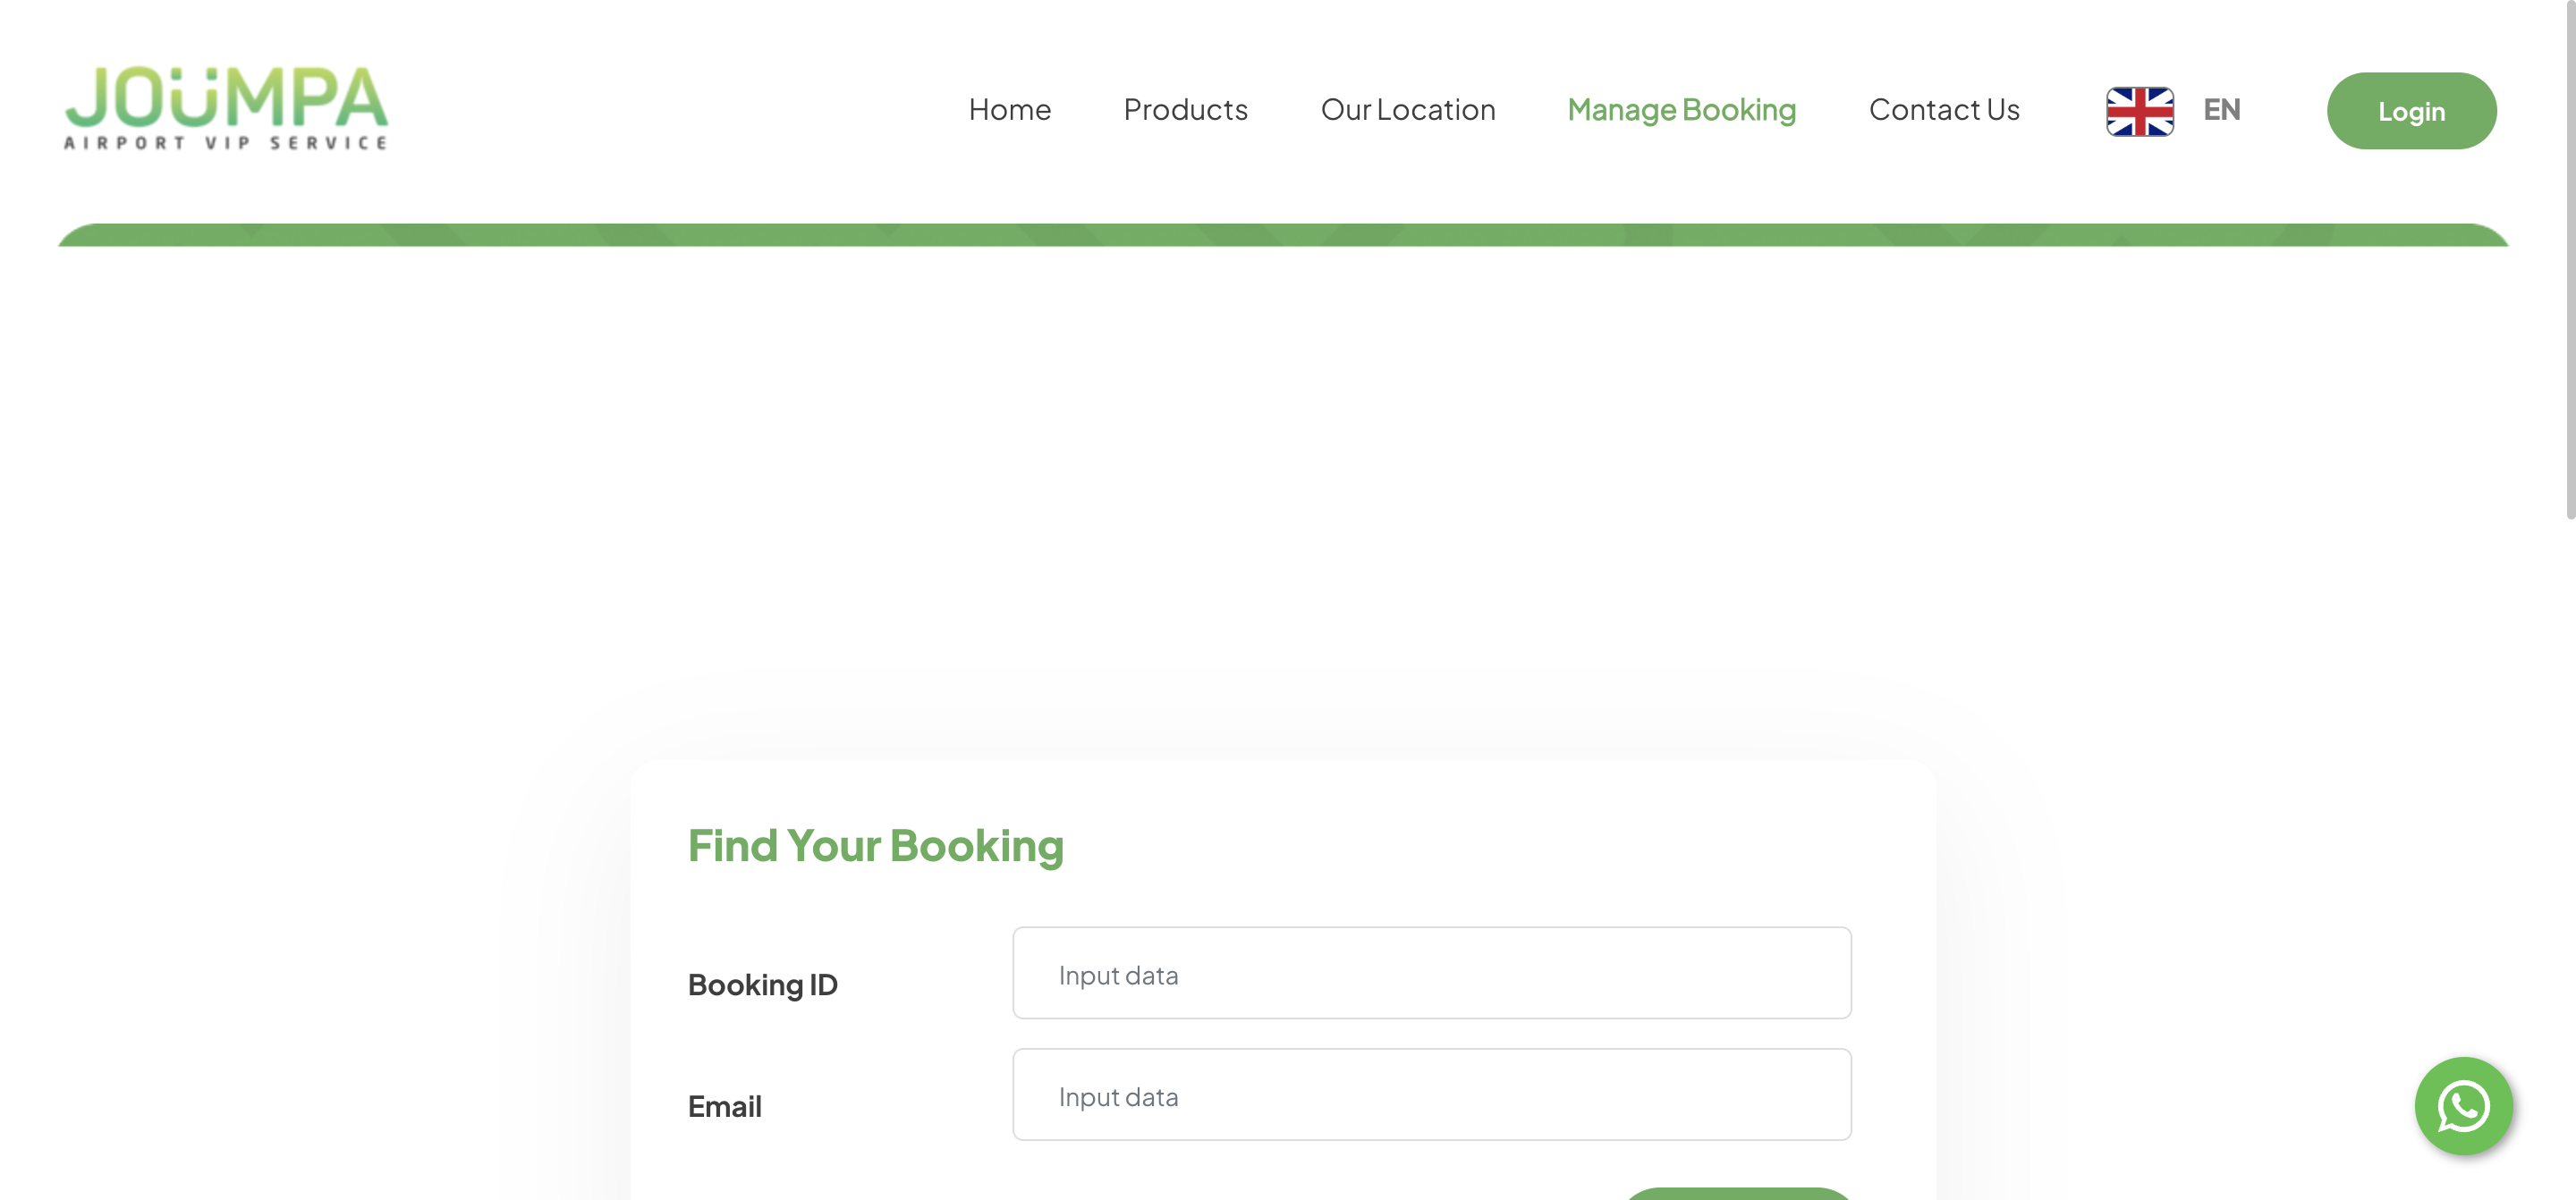 JOÜMPA
AIRPORT VIP SERVICE
Home
Products
Our Location
Manage Booking
Contact Us
EN
Login
Find Your Booking
Booking ID
Input data
Email
Input data